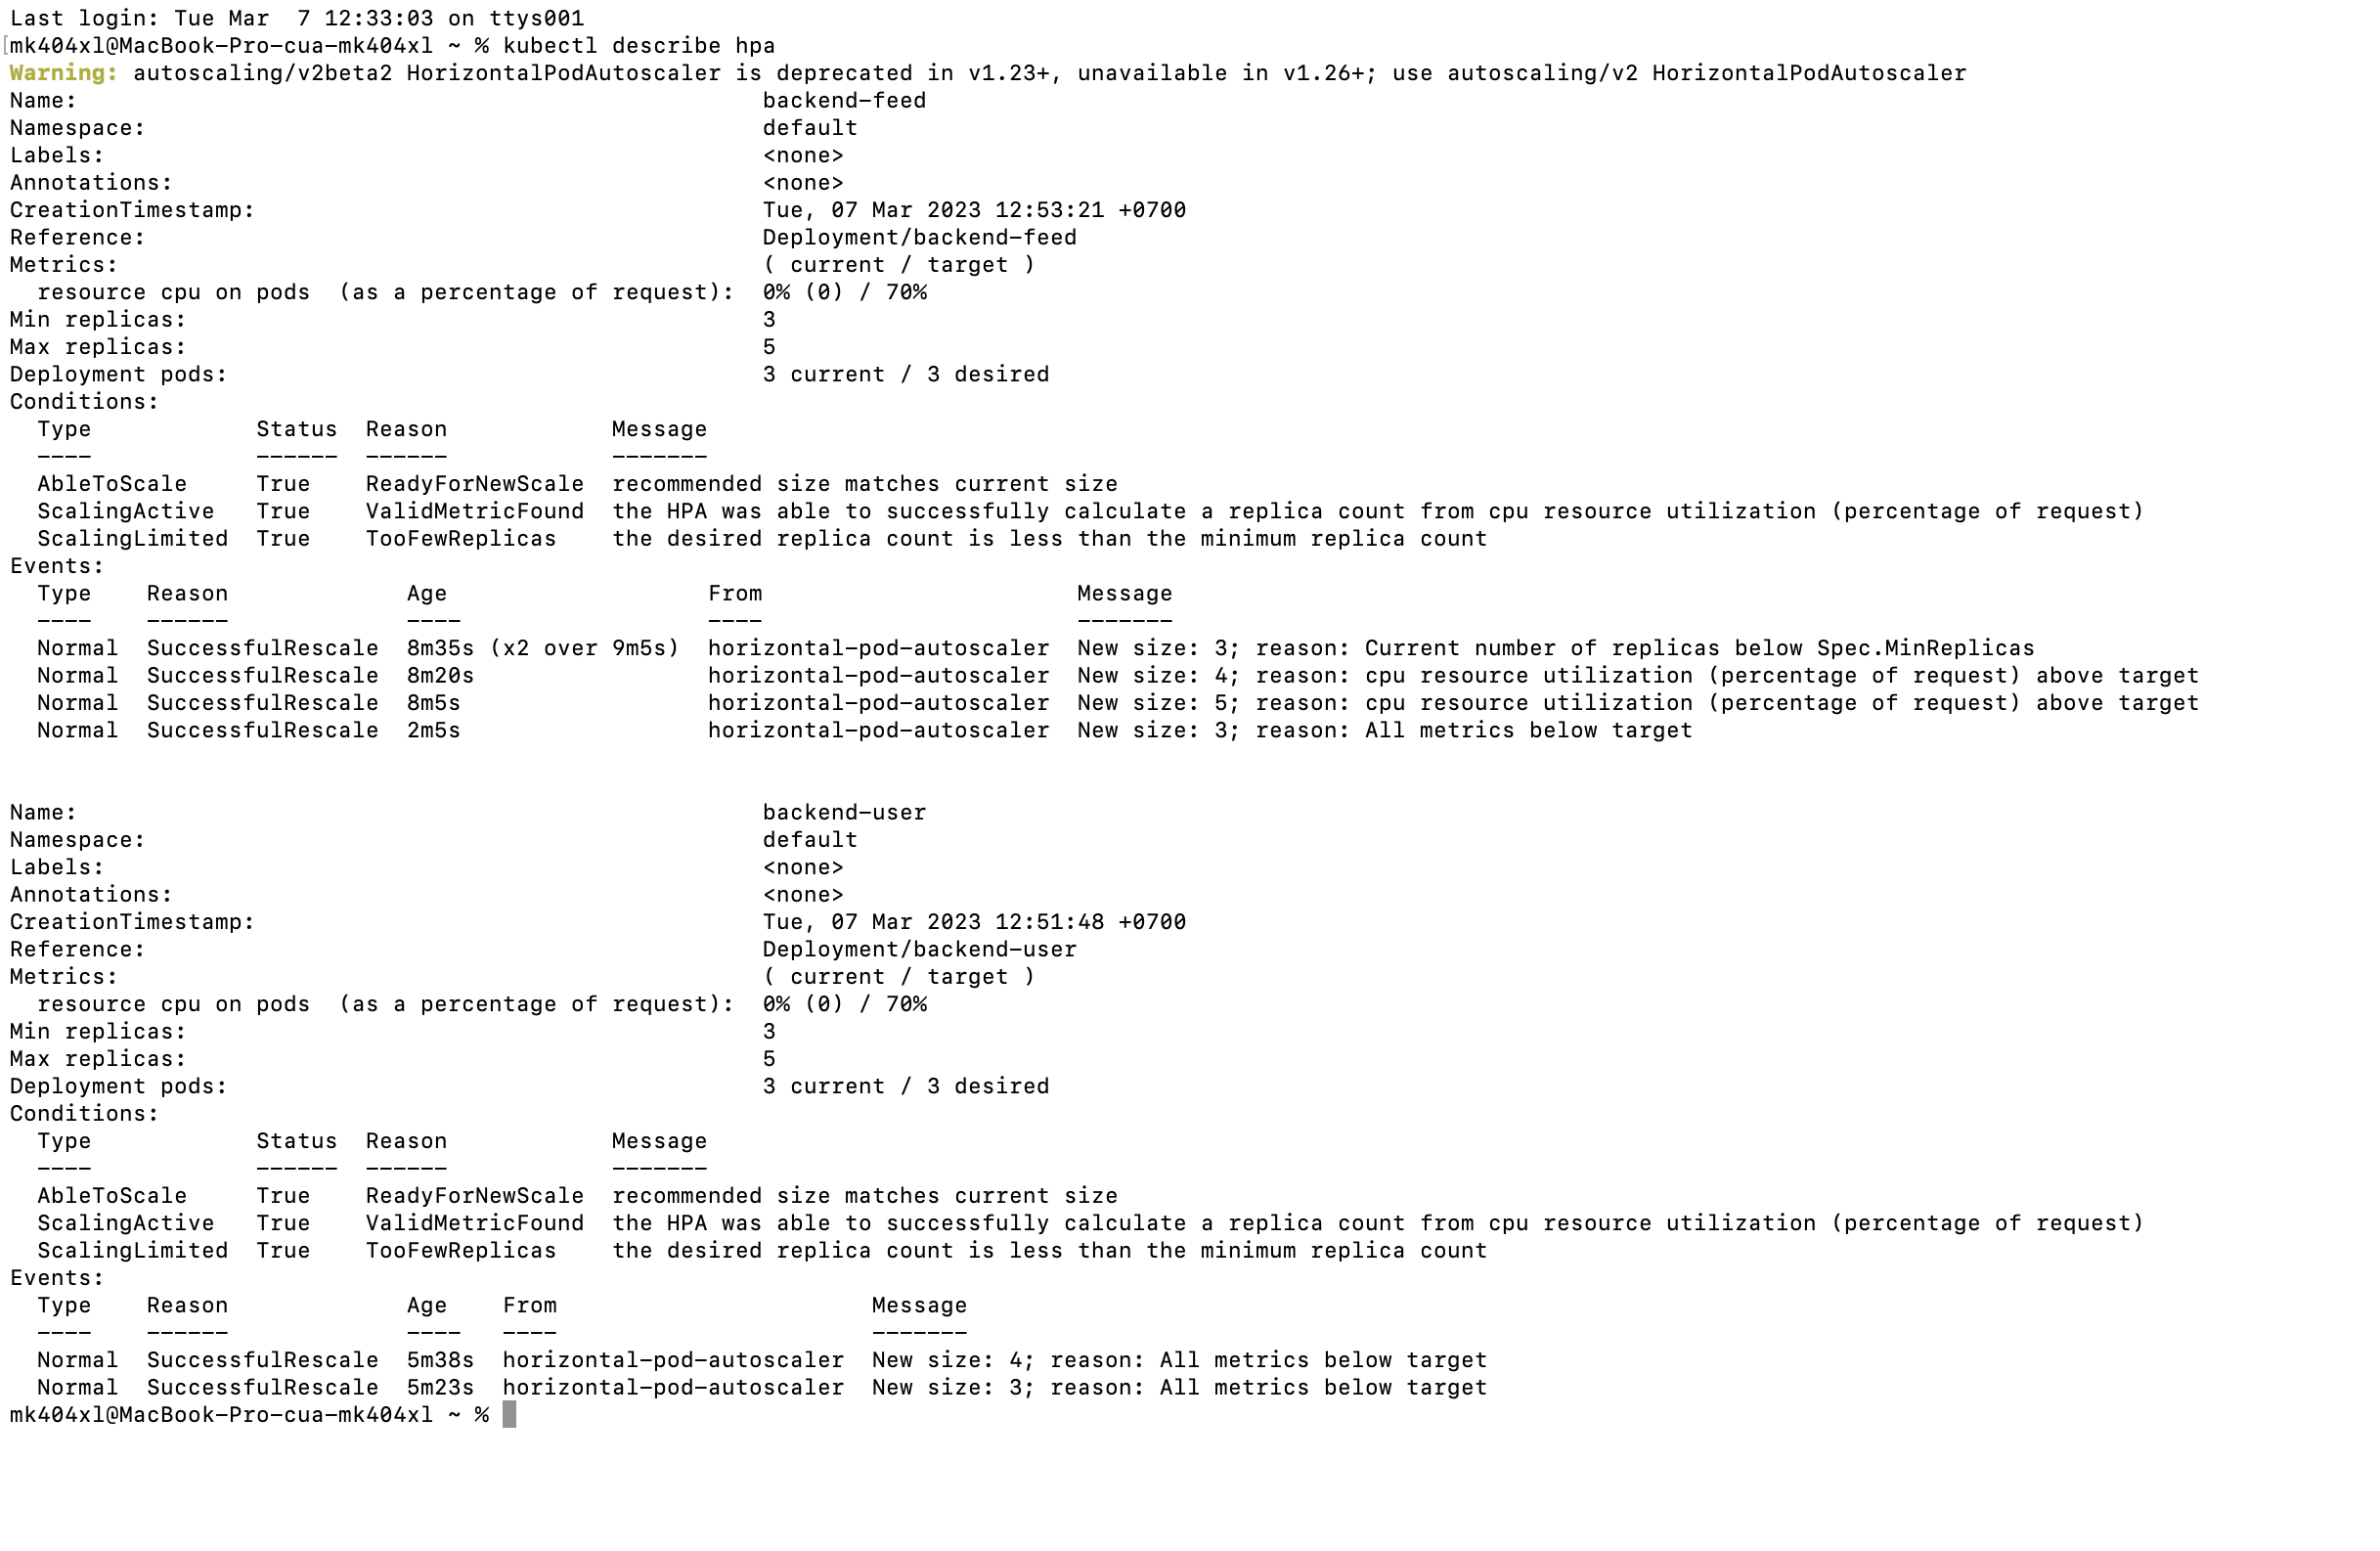 Last login: Tue Mar  7 12:33:03 on ttys001
[mk404xl@MacBook-Pro-cua-mk404xl ~ % kubectl describe hpa
Warning: autoscaling/v2beta2 HorizontalPodAutoscaler is deprecated in v1.23+, unavailable in v1.26+; use autoscaling/v2 HorizontalPodAutoscaler
Name:                                                  backend-feed
Namespace:                                             default
Labels:                                                <none>
Annotations:                                           <none>
CreationTimestamp:                                     Tue, 07 Mar 2023 12:53:21 +0700
Reference:                                             Deployment/backend-feed
Metrics:                                               ( current / target )
  resource cpu on pods  (as a percentage of request):  0% (0) / 70%
Min replicas:                                          3
Max replicas:                                          5
Deployment pods:                                       3 current / 3 desired
Conditions:
  Type            Status  Reason            Message
  ----            ------  ------            -------
  AbleToScale     True    ReadyForNewScale  recommended size matches current size
  ScalingActive   True    ValidMetricFound  the HPA was able to successfully calculate a replica count from cpu resource utilization (percentage of request)
  ScalingLimited  True    TooFewReplicas    the desired replica count is less than the minimum replica count
Events:
  Type    Reason             Age                   From                       Message
  ----    ------             ----                  ----                       -------
  Normal  SuccessfulRescale  8m35s (x2 over 9m5s)  horizontal-pod-autoscaler  New size: 3; reason: Current number of replicas below Spec.MinReplicas
  Normal  SuccessfulRescale  8m20s                 horizontal-pod-autoscaler  New size: 4; reason: cpu resource utilization (percentage of request) above target
  Normal  SuccessfulRescale  8m5s                  horizontal-pod-autoscaler  New size: 5; reason: cpu resource utilization (percentage of request) above target
  Normal  SuccessfulRescale  2m5s                  horizontal-pod-autoscaler  New size: 3; reason: All metrics below target
Name:                                                  backend-user
Namespace:                                             default
Labels:                                                <none>
Annotations:                                           <none>
CreationTimestamp:                                     Tue, 07 Mar 2023 12:51:48 +0700
Reference:                                             Deployment/backend-user
Metrics:                                               ( current / target )
  resource cpu on pods  (as a percentage of request):  0% (0) / 70%
Min replicas:                                          3
Max replicas:                                          5
Deployment pods:                                       3 current / 3 desired
Conditions:
  Type            Status  Reason            Message
  ----            ------  ------            -------
  AbleToScale     True    ReadyForNewScale  recommended size matches current size
  ScalingActive   True    ValidMetricFound  the HPA was able to successfully calculate a replica count from cpu resource utilization (percentage of request)
  ScalingLimited  True    TooFewReplicas    the desired replica count is less than the minimum replica count
Events:
  Type    Reason             Age    From                       Message
  ----    ------             ----   ----                       -------
  Normal  SuccessfulRescale  5m38s  horizontal-pod-autoscaler  New size: 4; reason: All metrics below target
  Normal  SuccessfulRescale  5m23s  horizontal-pod-autoscaler  New size: 3; reason: All metrics below target
mk404xl@MacBook-Pro-cua-mk404xl ~ %